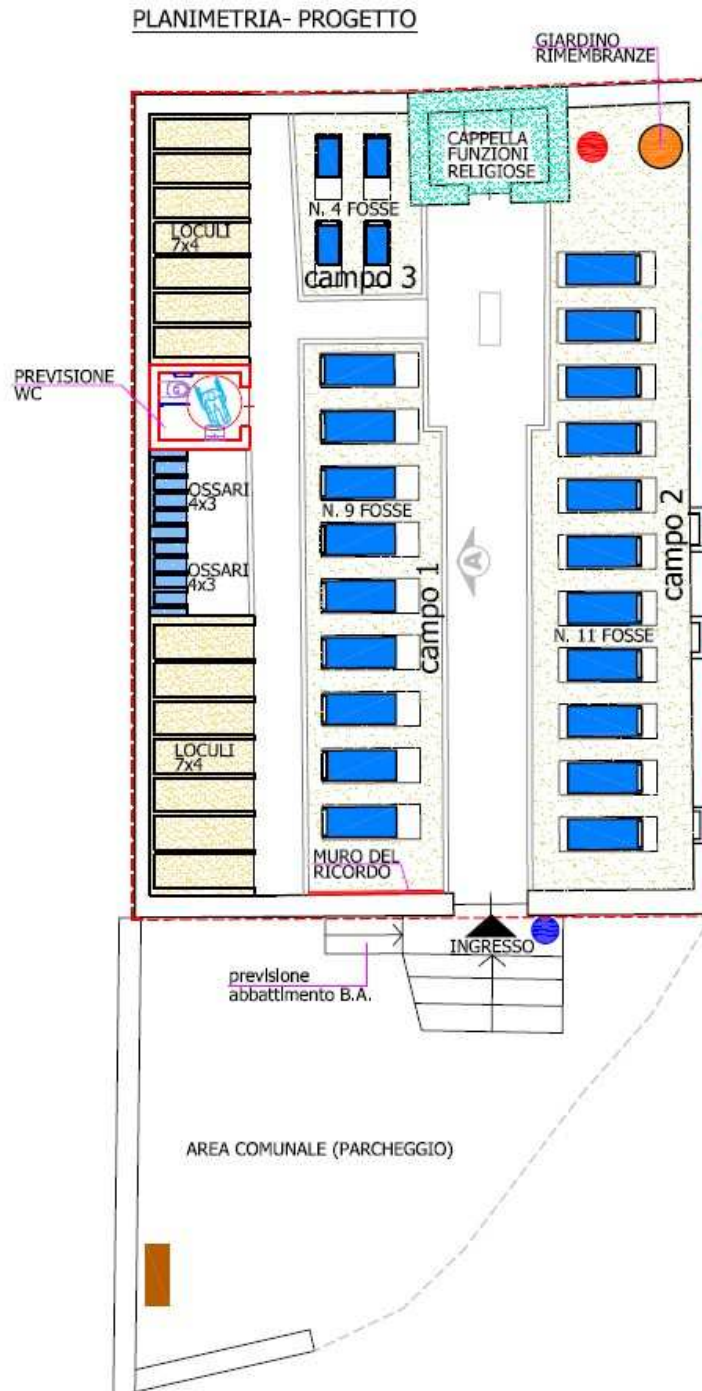 PLANIMETRIA- PROGETTO
GIARDINO
RIMEMBRANZE
CAPPELLA
FUNZIONI
RELIGIOSE
N. 4 FOSSE
LOCULI
7x4
campo 3
PREVISIONE
WC
OSSARI
4x3
N. 9 FOSSE
campo 2
A
OSSARI
4x3
campo 1
N. 11 FOSSE
LOCULI
7x4
MURO DEL
RICORDO
INGRESSO
previsione
abbattimento B.A.
AREA COMUNALE (PARCHEGGIO)